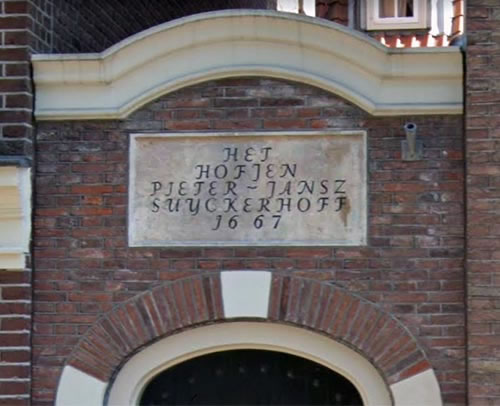 HET
HOFJEN
PIETER ~ JANSZ
SUYCKERHOFF
1667